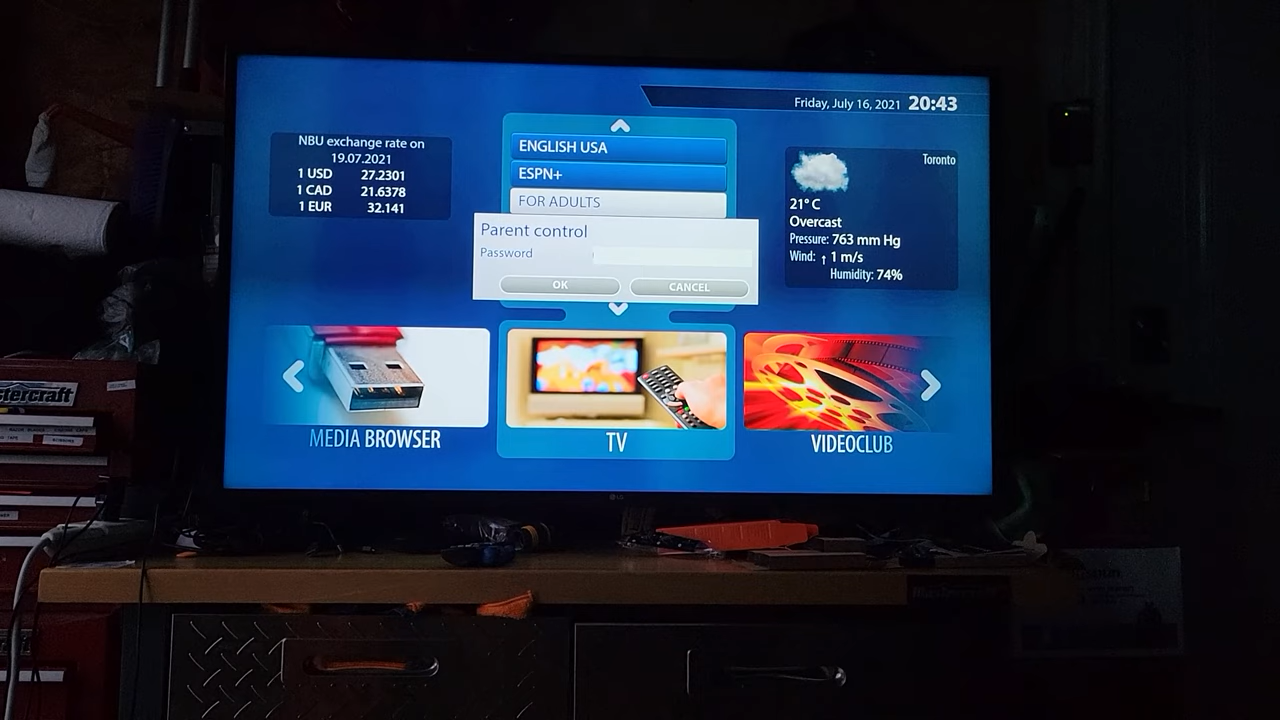 Friday, July 16, 2021 20:43
NBU exchange rate on
19.07.2021
1 USD 27.2301
1 CAD 21.6378
1 EUR 32.141
ENGLISH USA
ESPN+
FOR ADULTS
Parent control
Password
OK CANCEL
Toronto
21° C
Overcast
Pressure: 763 mm Hg
Wind: ↑ 1 m/s
Humidity: 74%
MEDIA BROWSER
TV
VIDEOCLUB
LG
stercraft